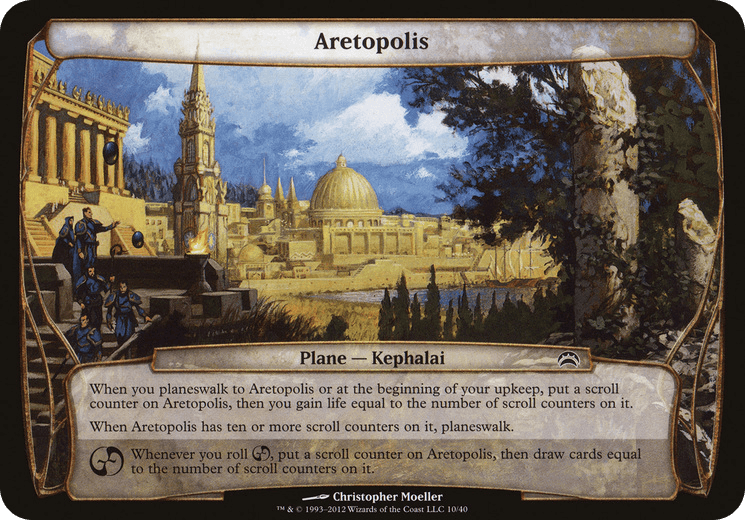 Aretopolis
Plane — Kephalai
When you planeswalk to Aretopolis or at the beginning of your upkeep, put a scroll
counter on Aretopolis, then you gain life equal to the number of scroll counters on it.
When Aretopolis has ten or more scroll counters on it, planeswalk.
Whenever you roll , put a scroll counter on Aretopolis, then draw cards equal
to the number of scroll counters on it.
Christopher Moeller
™ & © 1993–2012 Wizards of the Coast LLC 10/40